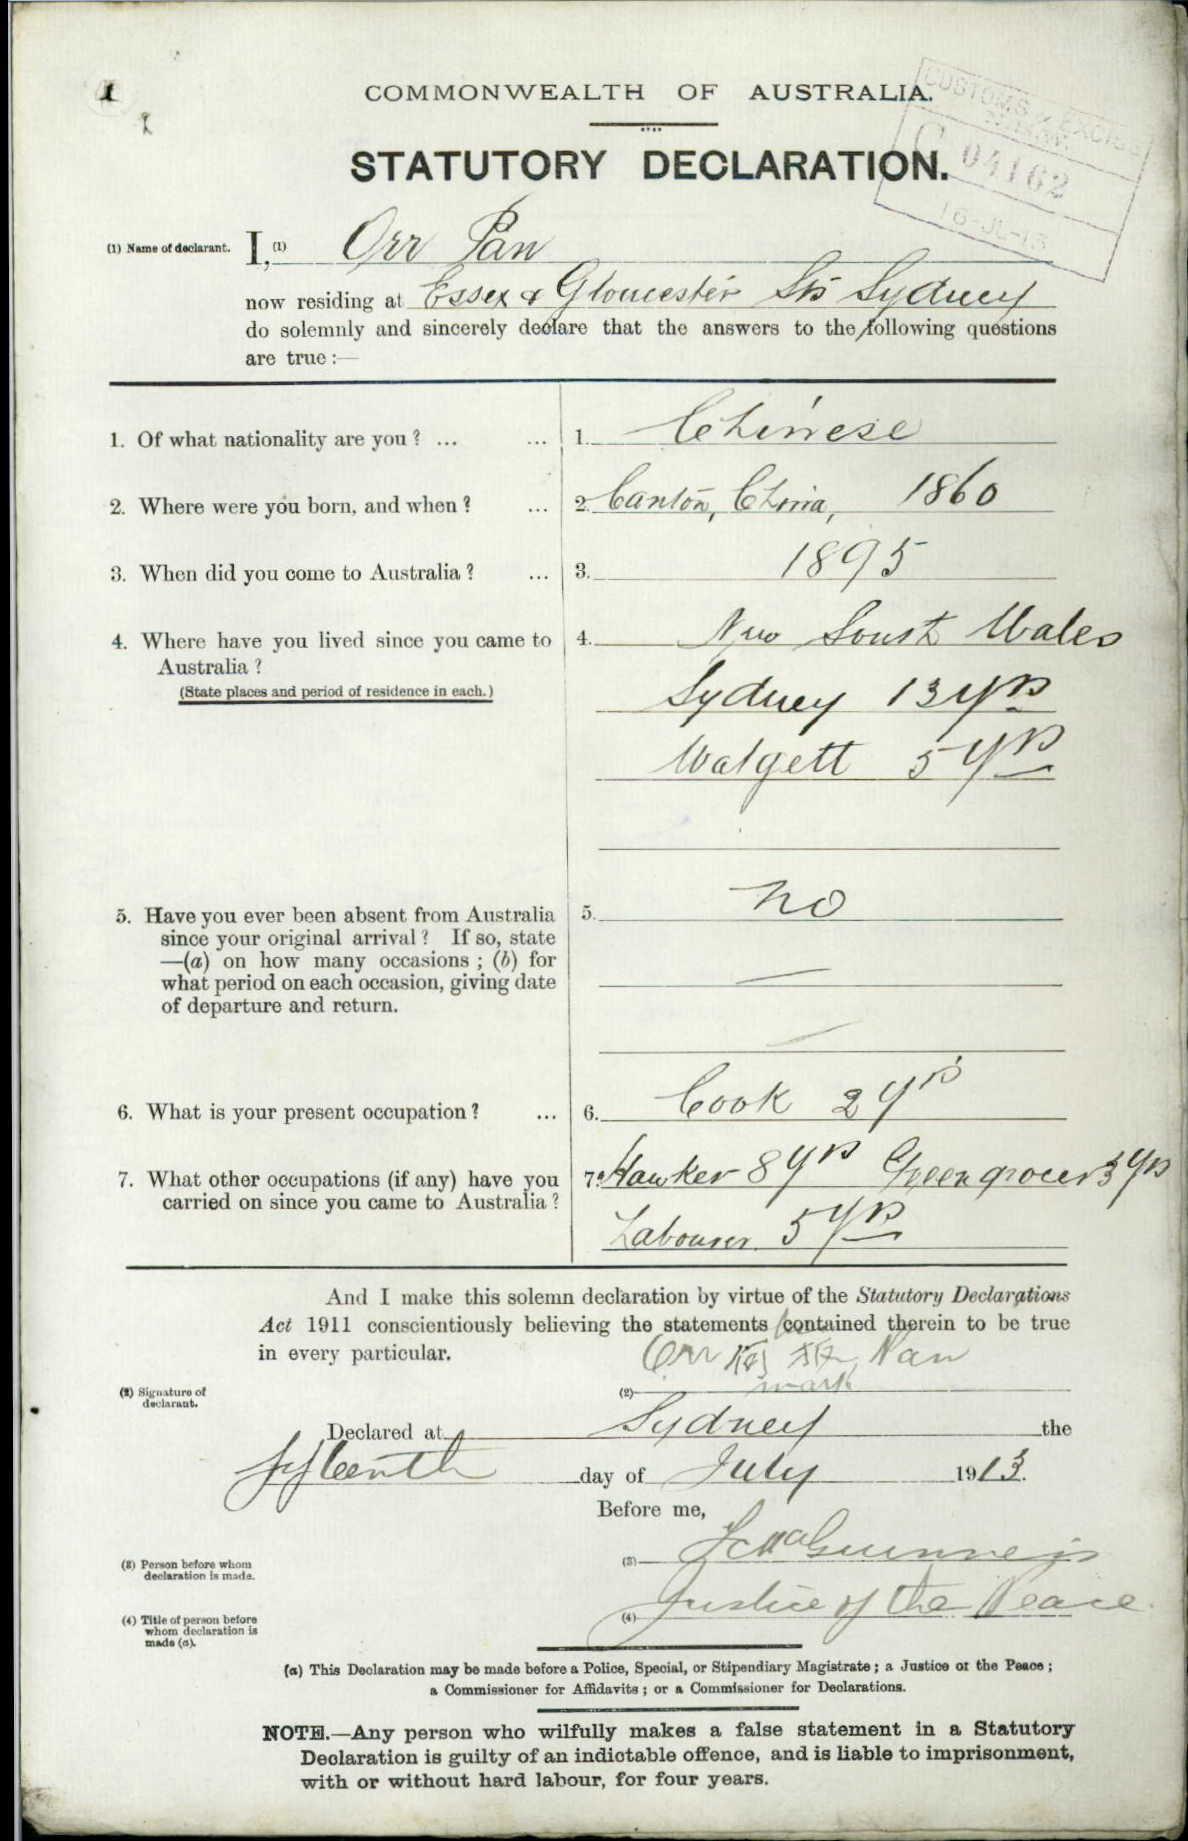 1
COMMONWEALTH OF AUSTRALIA.
CUSTOMS & EXCISE
STATUTORY DECLARATION.
C 04162
16-JL-13
(1) Name of declarant. I, (1) Orr Pan
now residing at Essex & Gloucester Sts Sydney
do solemnly and sincerely declare that the answers to the following questions
are true :—
1. Of what nationality are you ? ... ... 1. Chinese
2. Where were you born, and when ? ... 2. Canton, China, 1860
3. When did you come to Australia ? ... 3. 1895
4. Where have you lived since you came to 4. New South Wales
Australia ?
(State places and period of residence in each.) Sydney 13 yrs
Walgett 5 yrs
5. Have you ever been absent from Australia 5. No
since your original arrival ? If so, state
—(a) on how many occasions ; (b) for
what period on each occasion, giving date
of departure and return.
6. What is your present occupation ? ... 6. Cook 2 yrs
7. What other occupations (if any) have you 7. Hawker 8 yrs Greengrocer 3 yrs
carried on since you came to Australia ?
Labourer 5 yrs
And I make this solemn declaration by virtue of the Statutory Declarations
Act 1911 conscientiously believing the statements contained therein to be true
in every particular.
Orr Pan
(2) Signature of declarant. (2) mark
Declared at Sydney the
fifteenth day of July 1913.
Before me,
(3) Person before whom declaration is made. (3)
(4) Title of person before whom declaration is made (a). (4) Justice of the Peace
(a) This Declaration may be made before a Police, Special, or Stipendiary Magistrate ; a Justice of the Peace ;
a Commissioner for Affidavits ; or a Commissioner for Declarations.
NOTE.—Any person who wilfully makes a false statement in a Statutory
Declaration is guilty of an indictable offence, and is liable to imprisonment,
with or without hard labour, for four years.